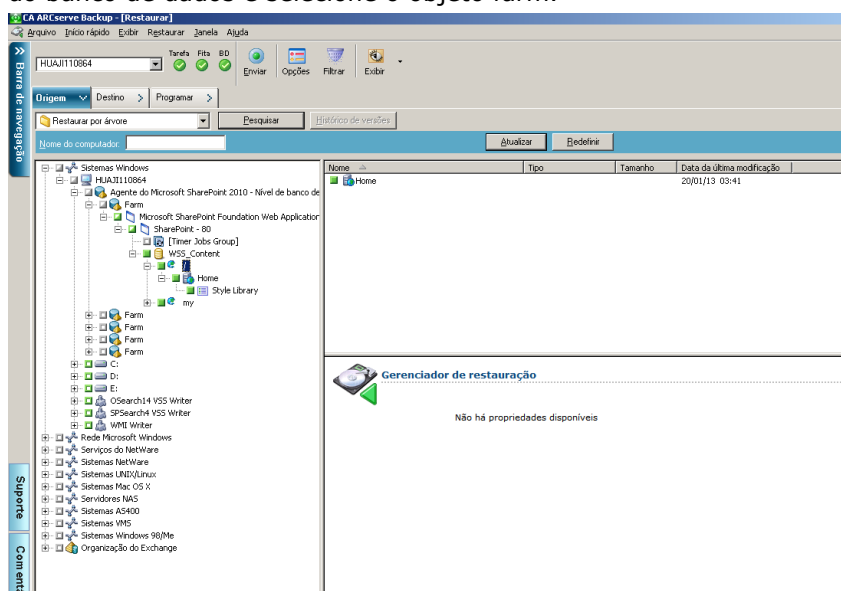 do banco de dados e selecione o objeto farm.
CA ARCserve Backup - [Restaurar]
Arquivo Início rápido Exibir Restaurar Janela Ajuda
Barra de navegação
HUAJI110864
Tarefa Fita BD
Enviar Opções Filtrar Exibir
Origem Destino Programar
Restaurar por árvore Pesquisar Histórico de versões
Nome do computador: Atualizar Redefinir
Sistemas Windows
HUAJI110864
Agente do Microsoft SharePoint 2010 - Nível de banco de
Farm
Microsoft SharePoint Foundation Web Application
SharePoint - 80
[Timer Jobs Group]
WSS_Content
/
Home
Style Library
my
Farm
Farm
Farm
Farm
C:
D:
E:
OSearch14 VSS Writer
SPSearch4 VSS Writer
WMI Writer
Rede Microsoft Windows
Serviços do NetWare
Sistemas NetWare
Sistemas UNIX/Linux
Sistemas Mac OS X
Servidores NAS
Sistemas AS400
Sistemas VMS
Sistemas Windows 98/Me
Organização do Exchange
Nome Tipo Tamanho Data da última modificação
Home 20/01/13 03:41
Gerenciador de restauração
Não há propriedades disponíveis
Suporte